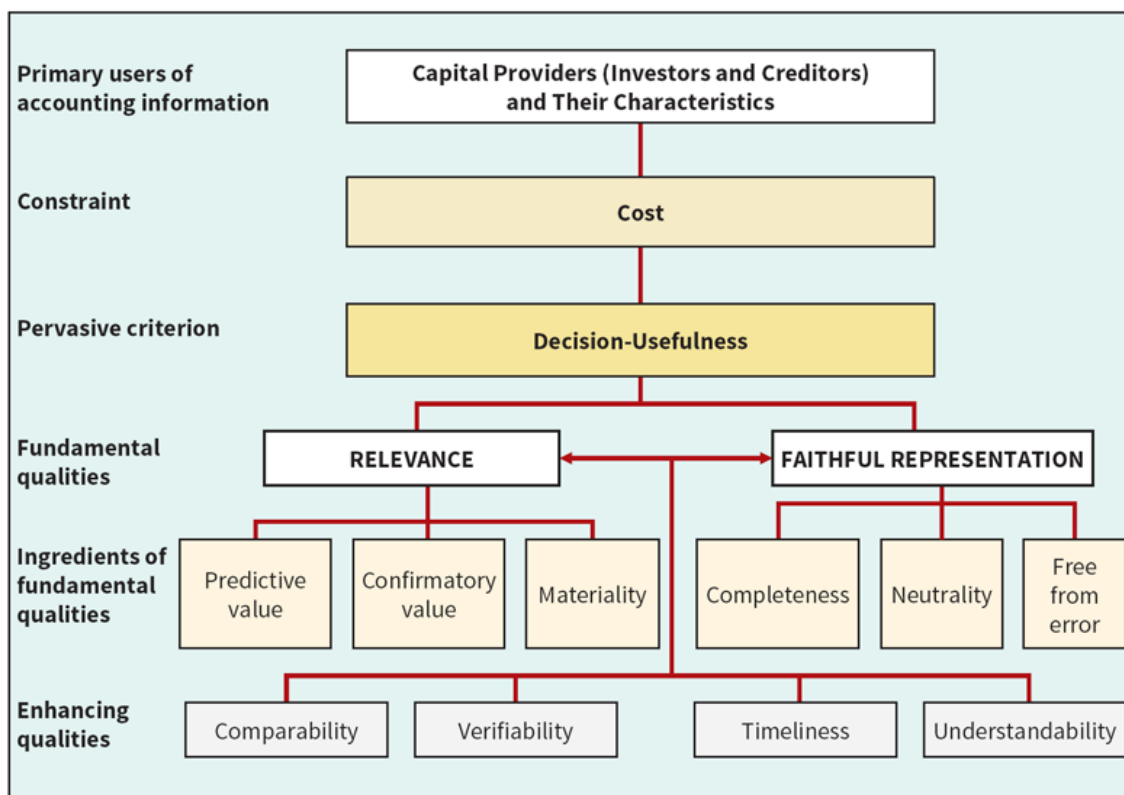 Primary users of
accounting information
Capital Providers (Investors and Creditors)
and Their Characteristics
Constraint
Cost
Pervasive criterion
Decision-Usefulness
Fundamental
qualities
RELEVANCE
FAITHFUL REPRESENTATION
Ingredients of
fundamental
qualities
Predictive
value
Confirmatory
value
Materiality
Completeness
Neutrality
Free
from
error
Enhancing
qualities
Comparability
Verifiability
Timeliness
Understandability